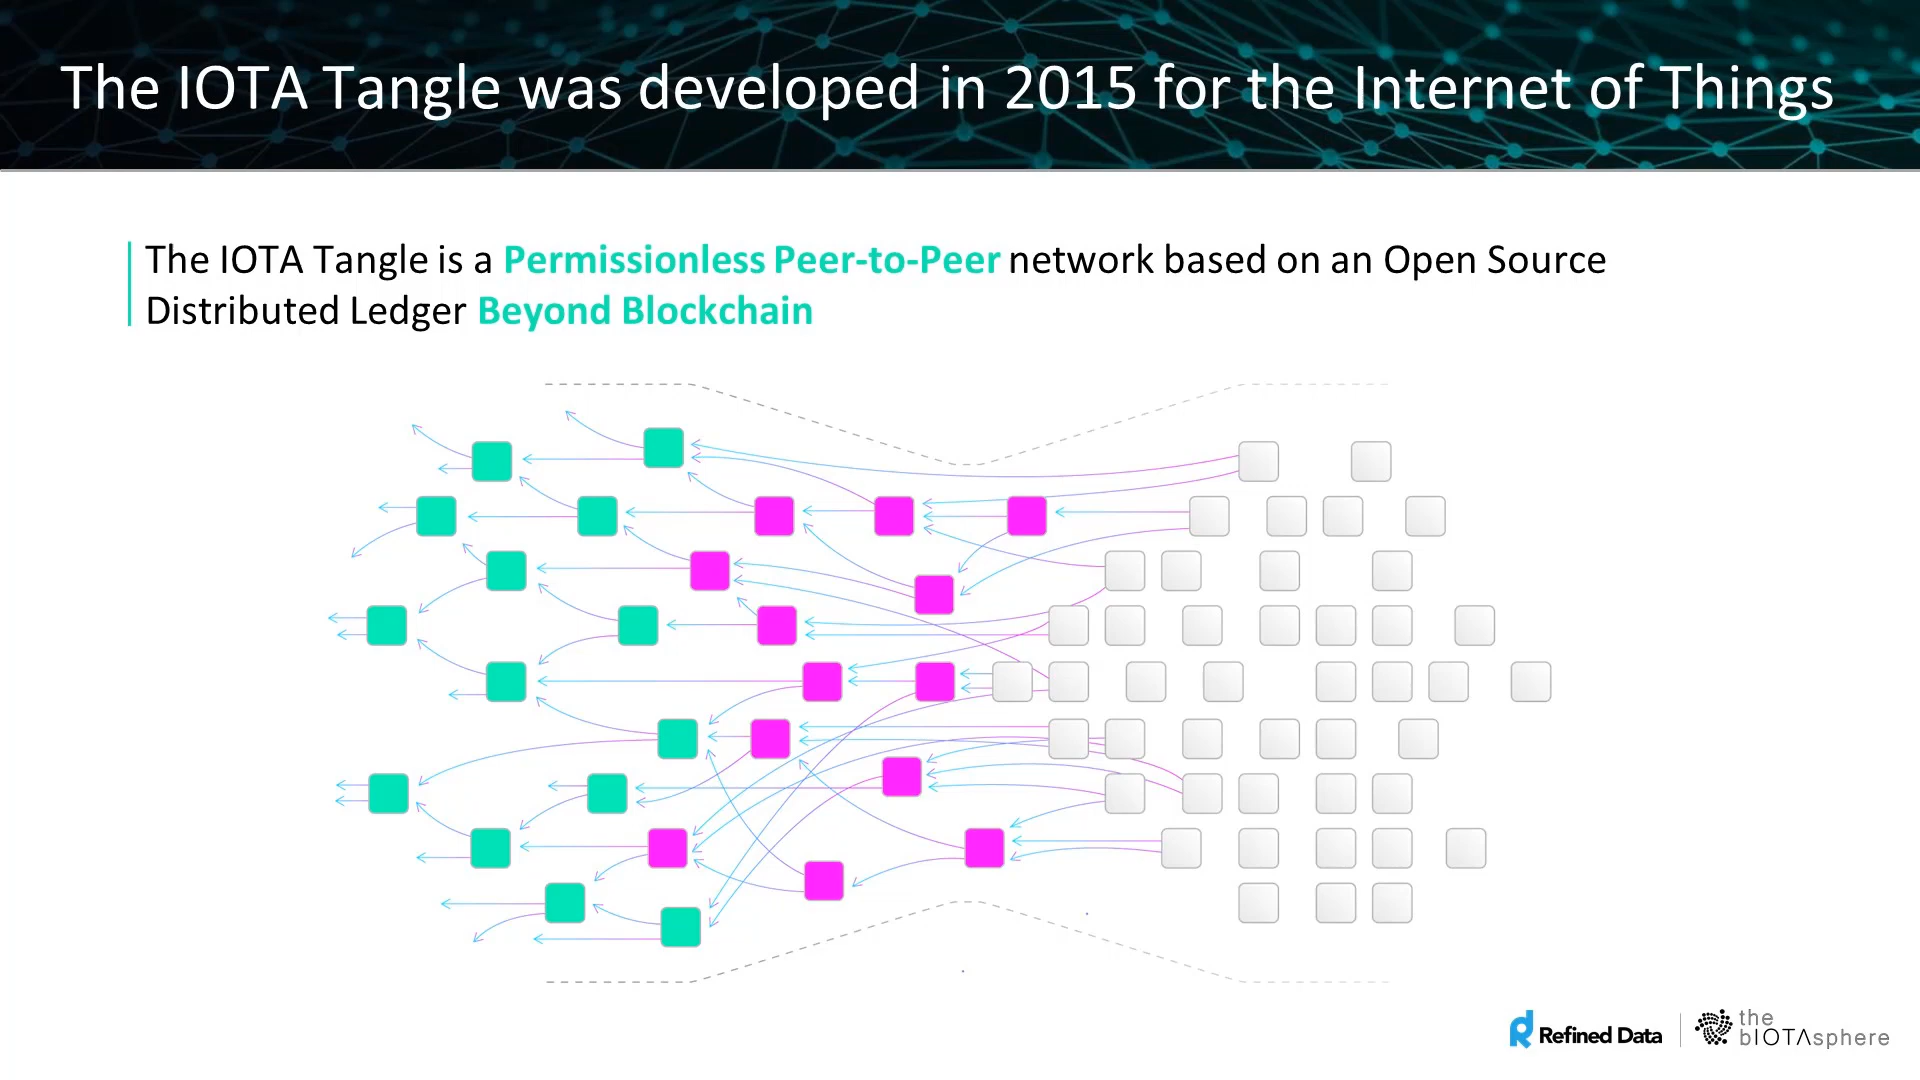 The IOTA Tangle was developed in 2015 for the Internet of Things
The IOTA Tangle is a Permissionless Peer-to-Peer network based on an Open Source
Distributed Ledger Beyond Blockchain
Refined Data
the
bIOTAsphere